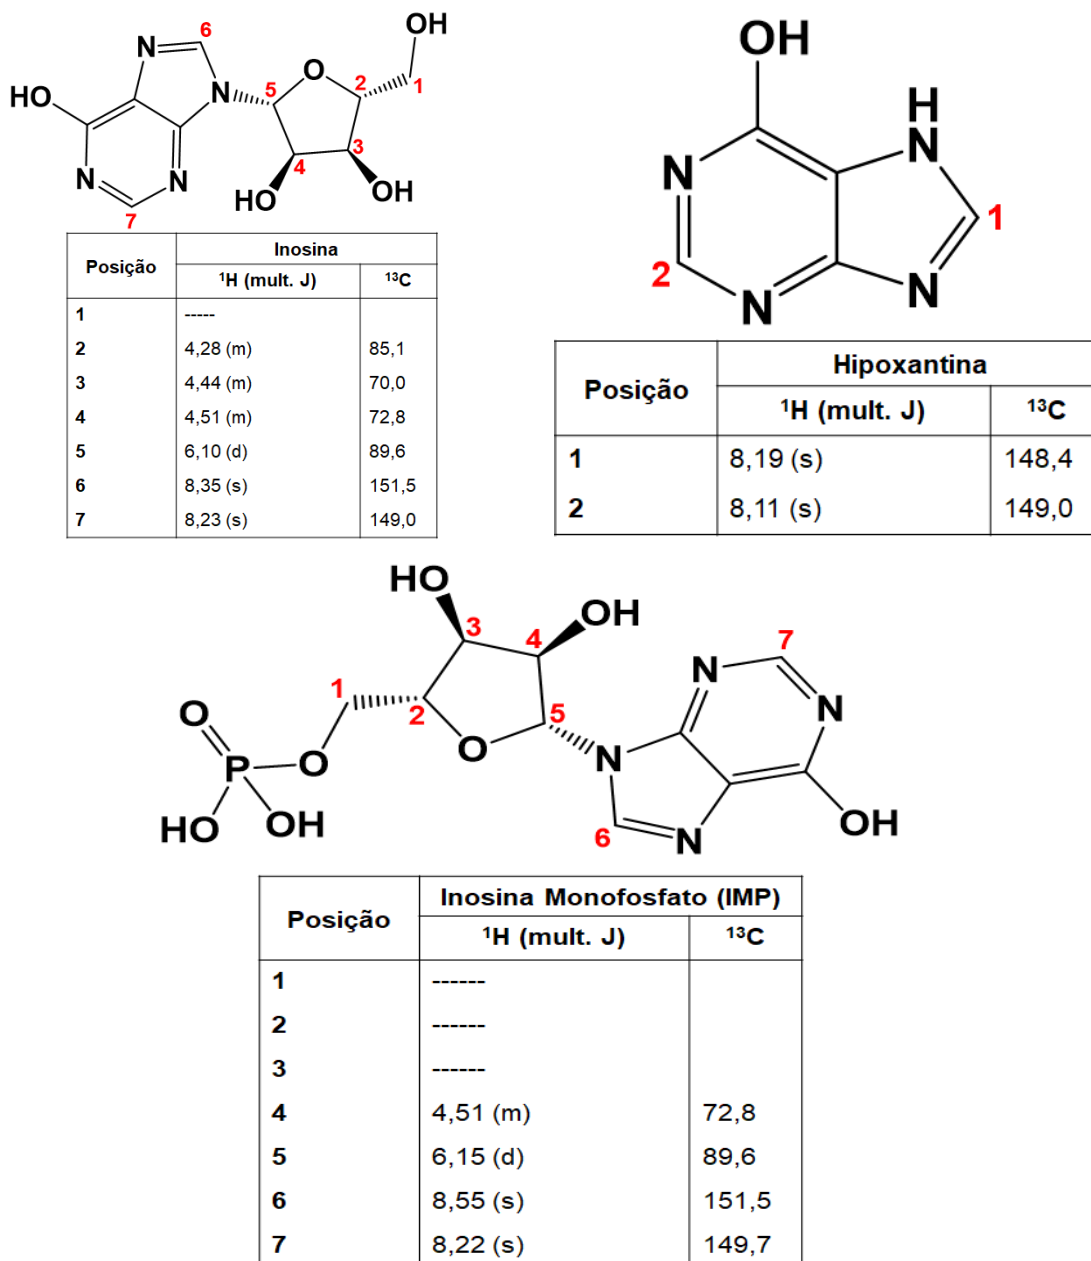 OH
6
N
O
2
5
1
HO
N
4
3
N
N
HO
OH
7
Posição Inosina
¹H (mult. J) ¹³C
1 -----
2 4,28 (m) 85,1
3 4,44 (m) 70,0
4 4,51 (m) 72,8
5 6,10 (d) 89,6
6 8,35 (s) 151,5
7 8,23 (s) 149,0
OH
H
N
N
1
2
N
N
Posição Hipoxantina
¹H (mult. J) ¹³C
1 8,19 (s) 148,4
2 8,11 (s) 149,0
HO
OH
3
4
7
1
N
O
2
5
N
P
O
O
N
HO
OH
6
N
OH
Posição Inosina Monofosfato (IMP)
¹H (mult. J) ¹³C
1 ------
2 ------
3 ------
4 4,51 (m) 72,8
5 6,15 (d) 89,6
6 8,55 (s) 151,5
7 8,22 (s) 149,7